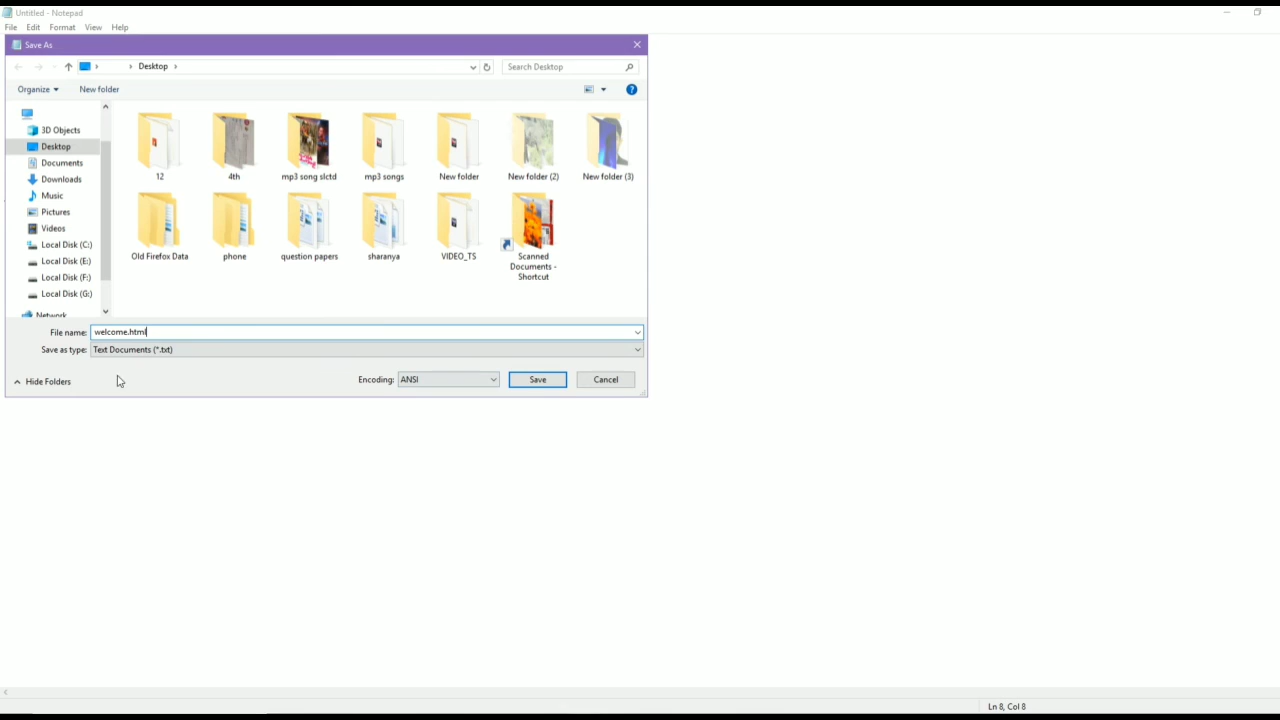 Untitled - Notepad
File Edit Format View Help
Save As
Desktop
Search Desktop
Organize New folder
3D Objects
Desktop
Documents
Downloads
Music
Pictures
Videos
Local Disk (C:)
Local Disk (E:)
Local Disk (F:)
Local Disk (G:)
Network
12 4th mp3 song slctd mp3 songs New folder New folder (2) New folder (3)
Old Firefox Data phone question papers sharanya VIDEO_TS Scanned
Documents -
Shortcut
File name: welcome.html
Save as type: Text Documents (*.txt)
Hide Folders Encoding: ANSI Save Cancel
Ln 8, Col 8